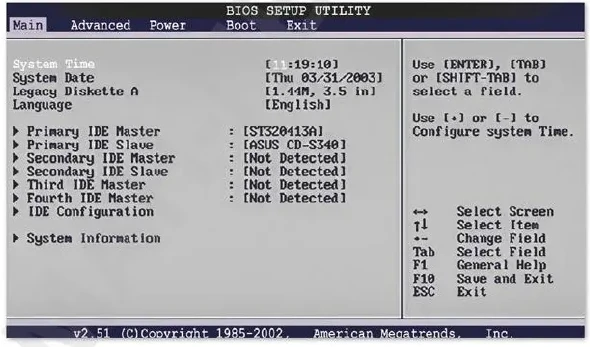 BIOS SETUP UTILITY
Main Advanced Power Boot Exit
System Time [11:19:10]
System Date [Thu 03/31/2003]
Legacy Diskette A [1.44M, 3.5 in]
Language [English]
Primary IDE Master : [ST320413A]
Primary IDE Slave : [ASUS CD-S340]
Secondary IDE Master : [Not Detected]
Secondary IDE Slave : [Not Detected]
Third IDE Master : [Not Detected]
Fourth IDE Master : [Not Detected]
IDE Configuration
System Information
Use [ENTER], [TAB]
or [SHIFT-TAB] to
select a field.
Use [+] or [-] to
Configure system Time.
↔ Select Screen
↑↓ Select Item
+- Change Field
Tab Select Field
F1 General Help
F10 Save and Exit
ESC Exit
v2.51 (C)Copyright 1985-2002, American Megatrends, Inc.